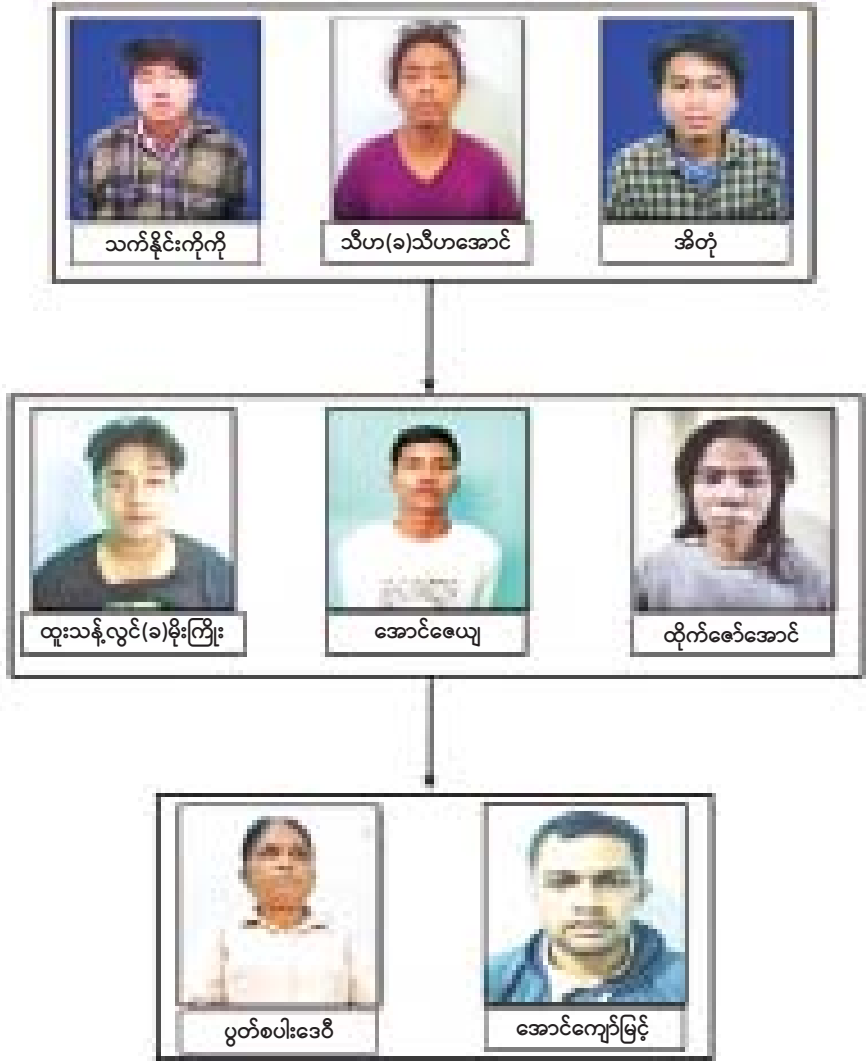 သက်နိုင်းကိုကို
သီဟ(ခ)သီဟအောင်
အိတုံ
ထူးသန့်လွင်(ခ)မိုးကြိုး
အောင်ဇေယျ
ထိုက်ဇော်အောင်
ပွတ်စပါးဒေဝီ
အောင်ကျော်မြင့်